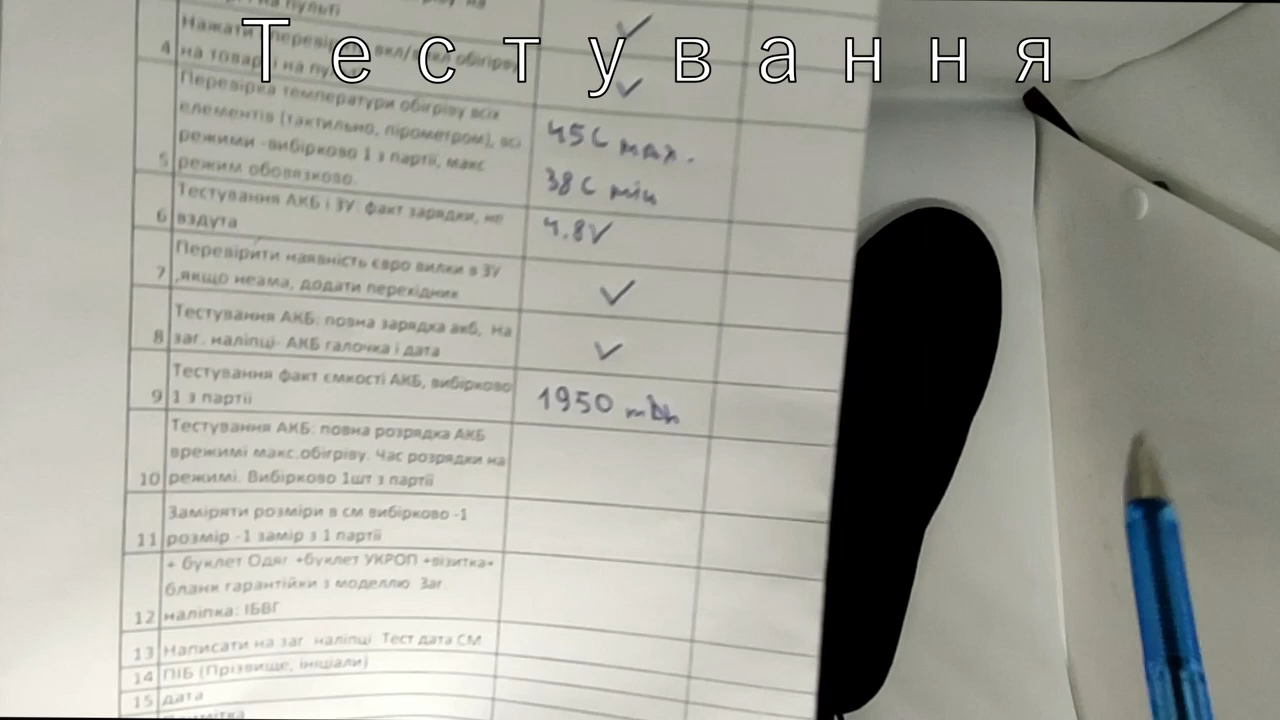 Тестування
на пульті
4 Нажати перевірити вкл/викл обігріву
на товарі і на пульті
Перевірка температури обігріву всіх
елементів (тактильно, пірометром), всі
режими -вибірково 1 з партії, макс
5 режим обовязково.
45 C max.
38 C min
Тестування АКБ і ЗУ: факт зарядки, не
6 вздута
4.8V
Перевірити наявність євро вилки в ЗУ
7 ,якщо неама, додати перехідник
✓
Тестування АКБ: повна зарядка акб, на
8 заг. наліпці- АКБ галочка і дата
✓
Тестування факт ємкості АКБ, вибірково
9 1 з партії
1950 mAh
Тестування АКБ: повна розрядка АКБ
врежимі макс.обігріву. Час розрядки на
10 режимі. Вибірково 1шт з партії
Заміряти розміри в см вибірково -1
11 розмір -1 замір з 1 партії
+ буклет Одяг +буклет УКРОП +візитка+
бланк гарантійки з моделлю. Заг.
12 наліпка: ІБВГ
13 Написати на заг. наліпці. Тест дата СМ
14 ПІБ (Прізвище, ініціали)
15 дата